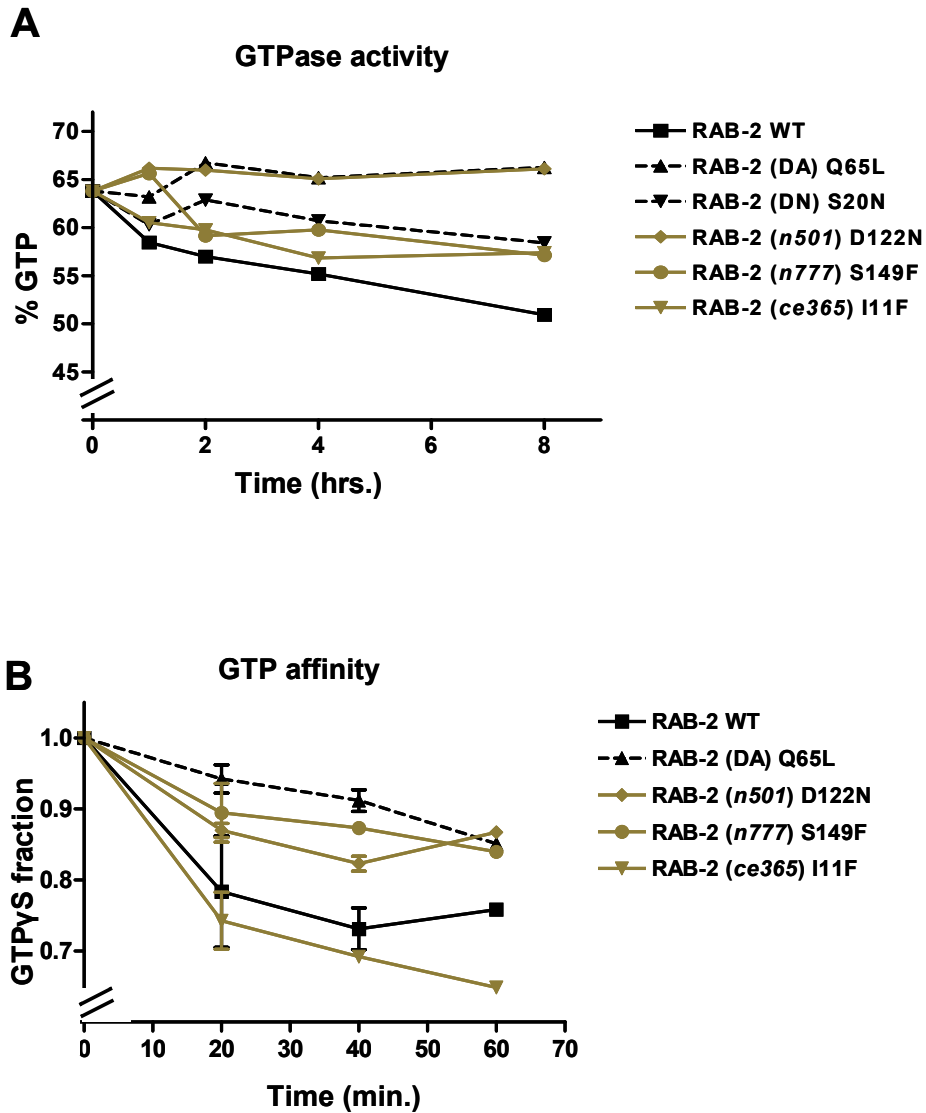 A
GTPase activity
% GTP
70
65
60
55
50
45
0 2 4 6 8
Time (hrs.)
RAB-2 WT
RAB-2 (DA) Q65L
RAB-2 (DN) S20N
RAB-2 (n501) D122N
RAB-2 (n777) S149F
RAB-2 (ce365) I11F
B
GTP affinity
GTPγS fraction
1.0
0.9
0.8
0.7
0 10 20 30 40 50 60 70
Time (min.)
RAB-2 WT
RAB-2 (DA) Q65L
RAB-2 (n501) D122N
RAB-2 (n777) S149F
RAB-2 (ce365) I11F